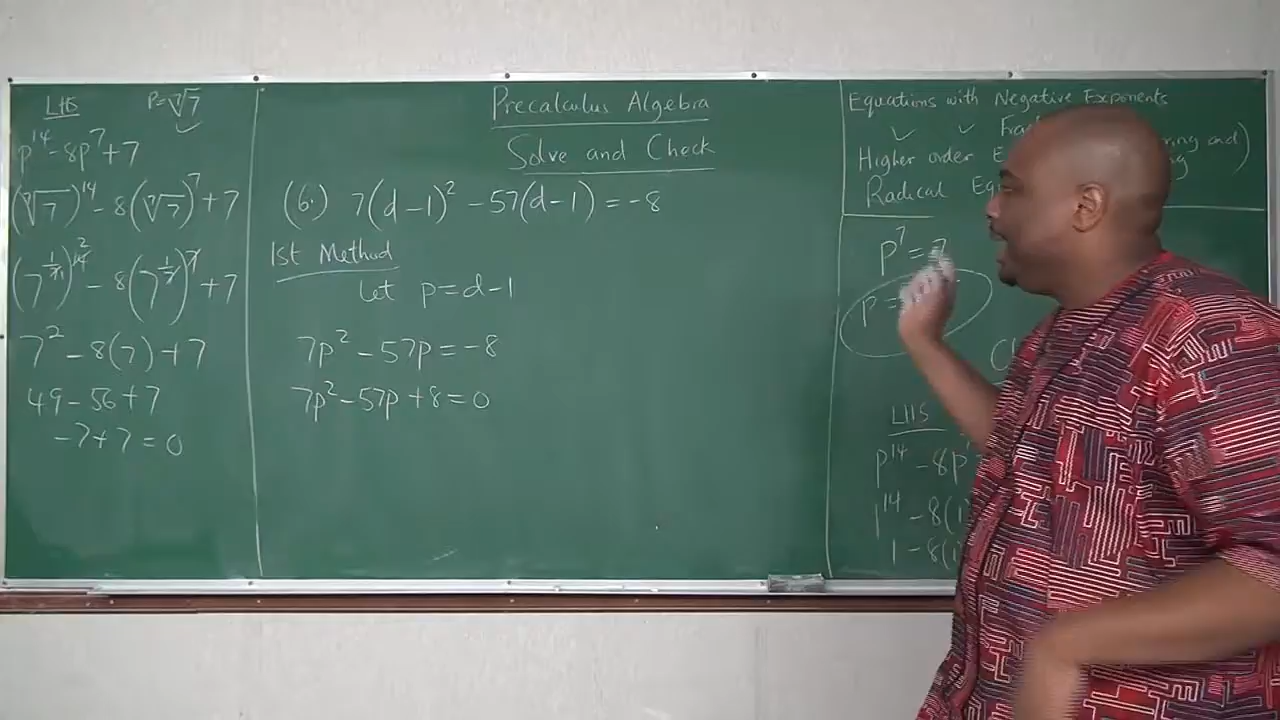 LHS P=⁷√7
p¹⁴-8p⁷+7
(⁷√7)¹⁴-8(⁷√7)⁷+7
(7^(1/7))^14 -8(7^(1/7))^7+7
2
7²-8(7)+7
49-56+7
-7+7=0
Precalculus Algebra
Solve and Check
(6.) 7(d-1)²-57(d-1)=-8
1st Method
Let p=d-1
7p²-57p=-8
7p²-57p+8=0
Equations with Negative Exponents
Higher order
Radical
p⁷=7
p=
LHS
p¹⁴-8p
1¹⁴-8(1
1-8(1